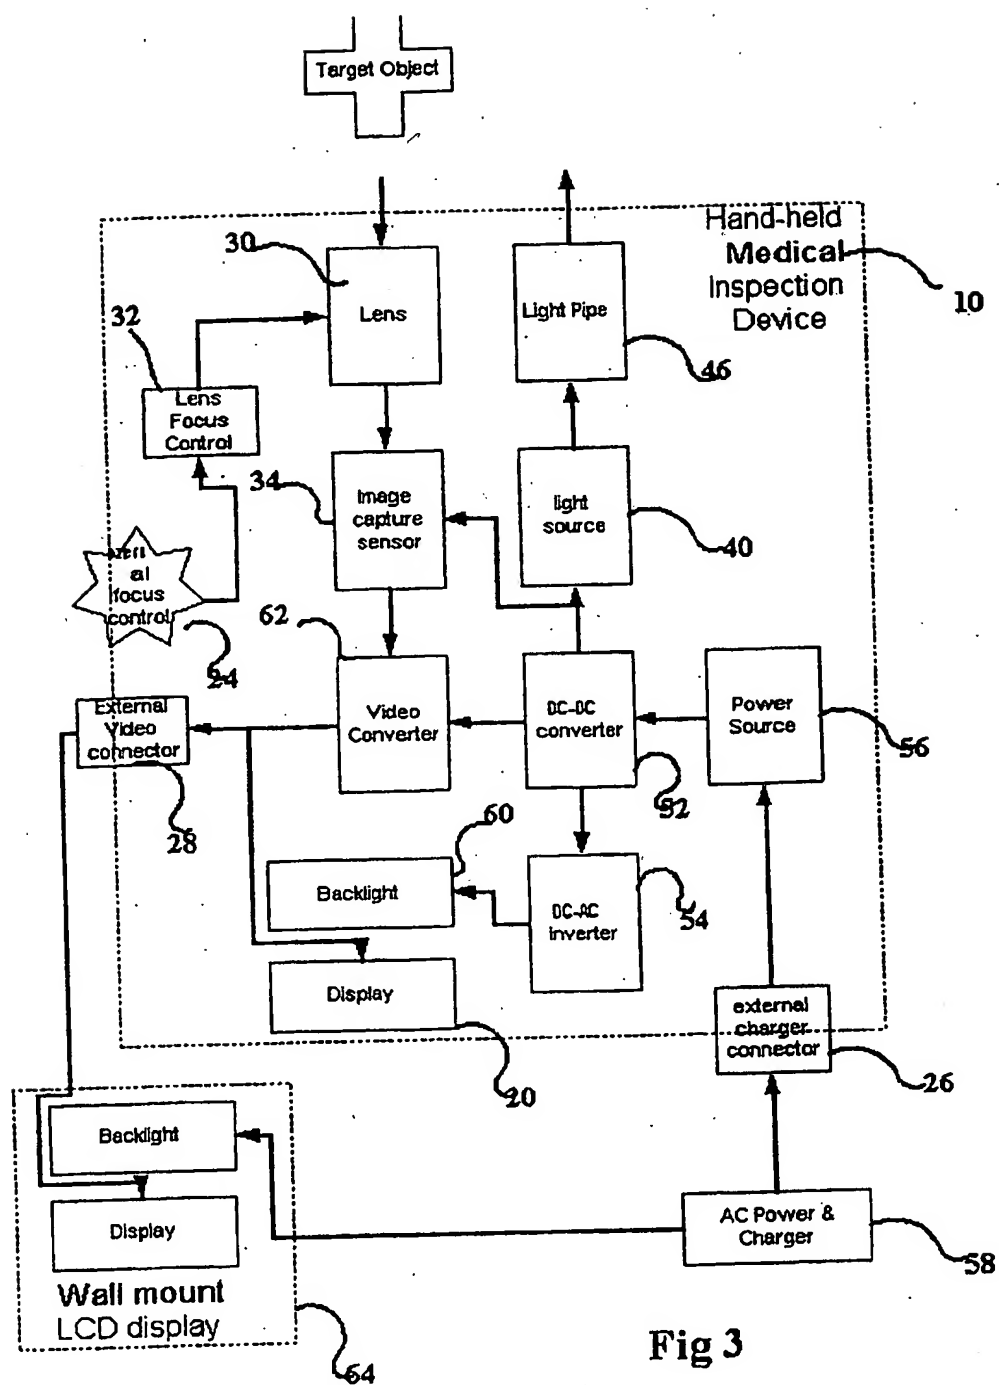 Target Object
Hand-held
Medical
Inspection
Device
10
30
Lens
Light Pipe
46
32
Lens
Focus
Control
34
Image
capture
sensor
light
source
40
al
focus
control
24
62
External
Video
connector
28
Video
Converter
DC-DC
converter
52
Power
Source
56
60
Backlight
DC-AC
inverter
54
Display
20
external
charger
connector
26
Backlight
Display
Wall mount
LCD display
64
AC Power &
Charger
58
Fig 3